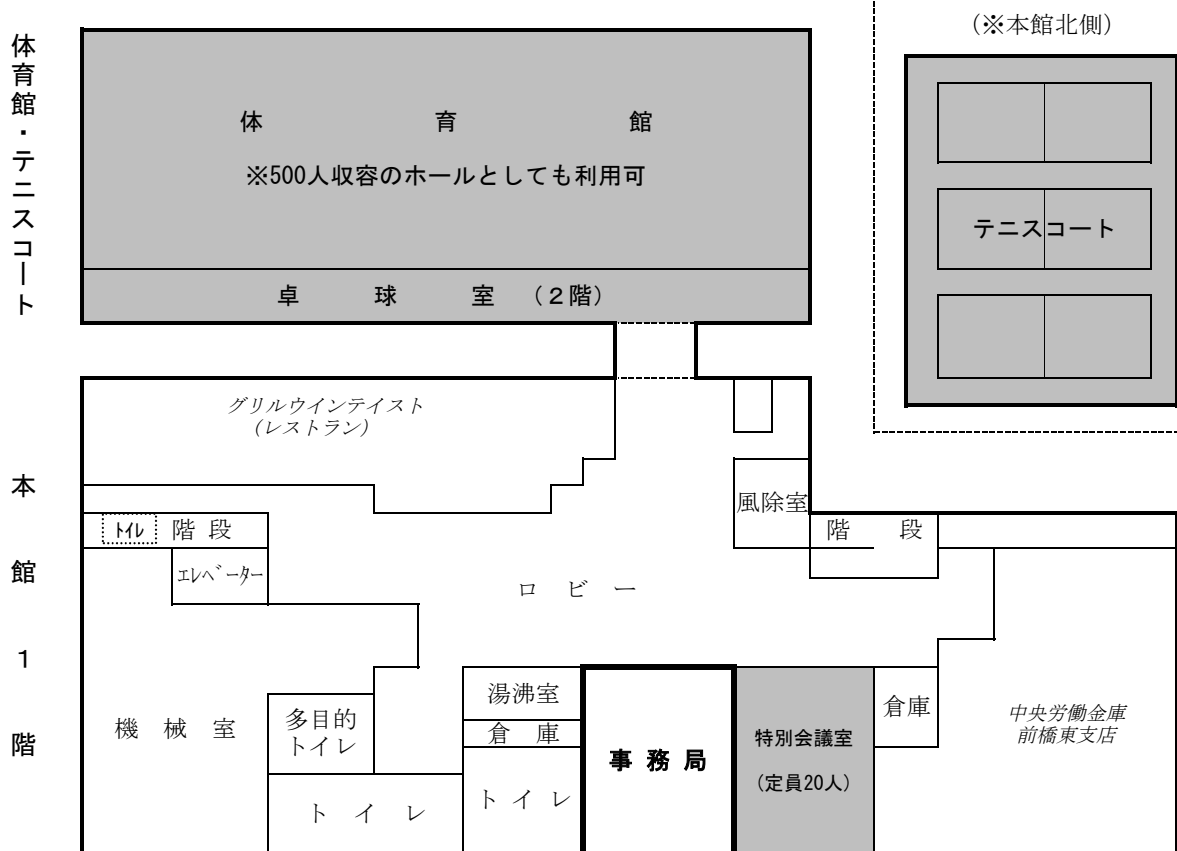 体育館・テニスコート
(※本館北側)
体育館
※500人収容のホールとしても利用可
テニスコート
卓球室（２階）
グリルウインテイスト
(レストラン)
本館１階
風除室
ﾄｲﾚ
階段
階段
ｴﾚﾍﾞｰﾀｰ
ロビー
湯沸室
倉庫
倉庫
多目的
トイレ
機械室
中央労働金庫
前橋東支店
特別会議室
(定員20人)
事務局
トイレ
トイレ